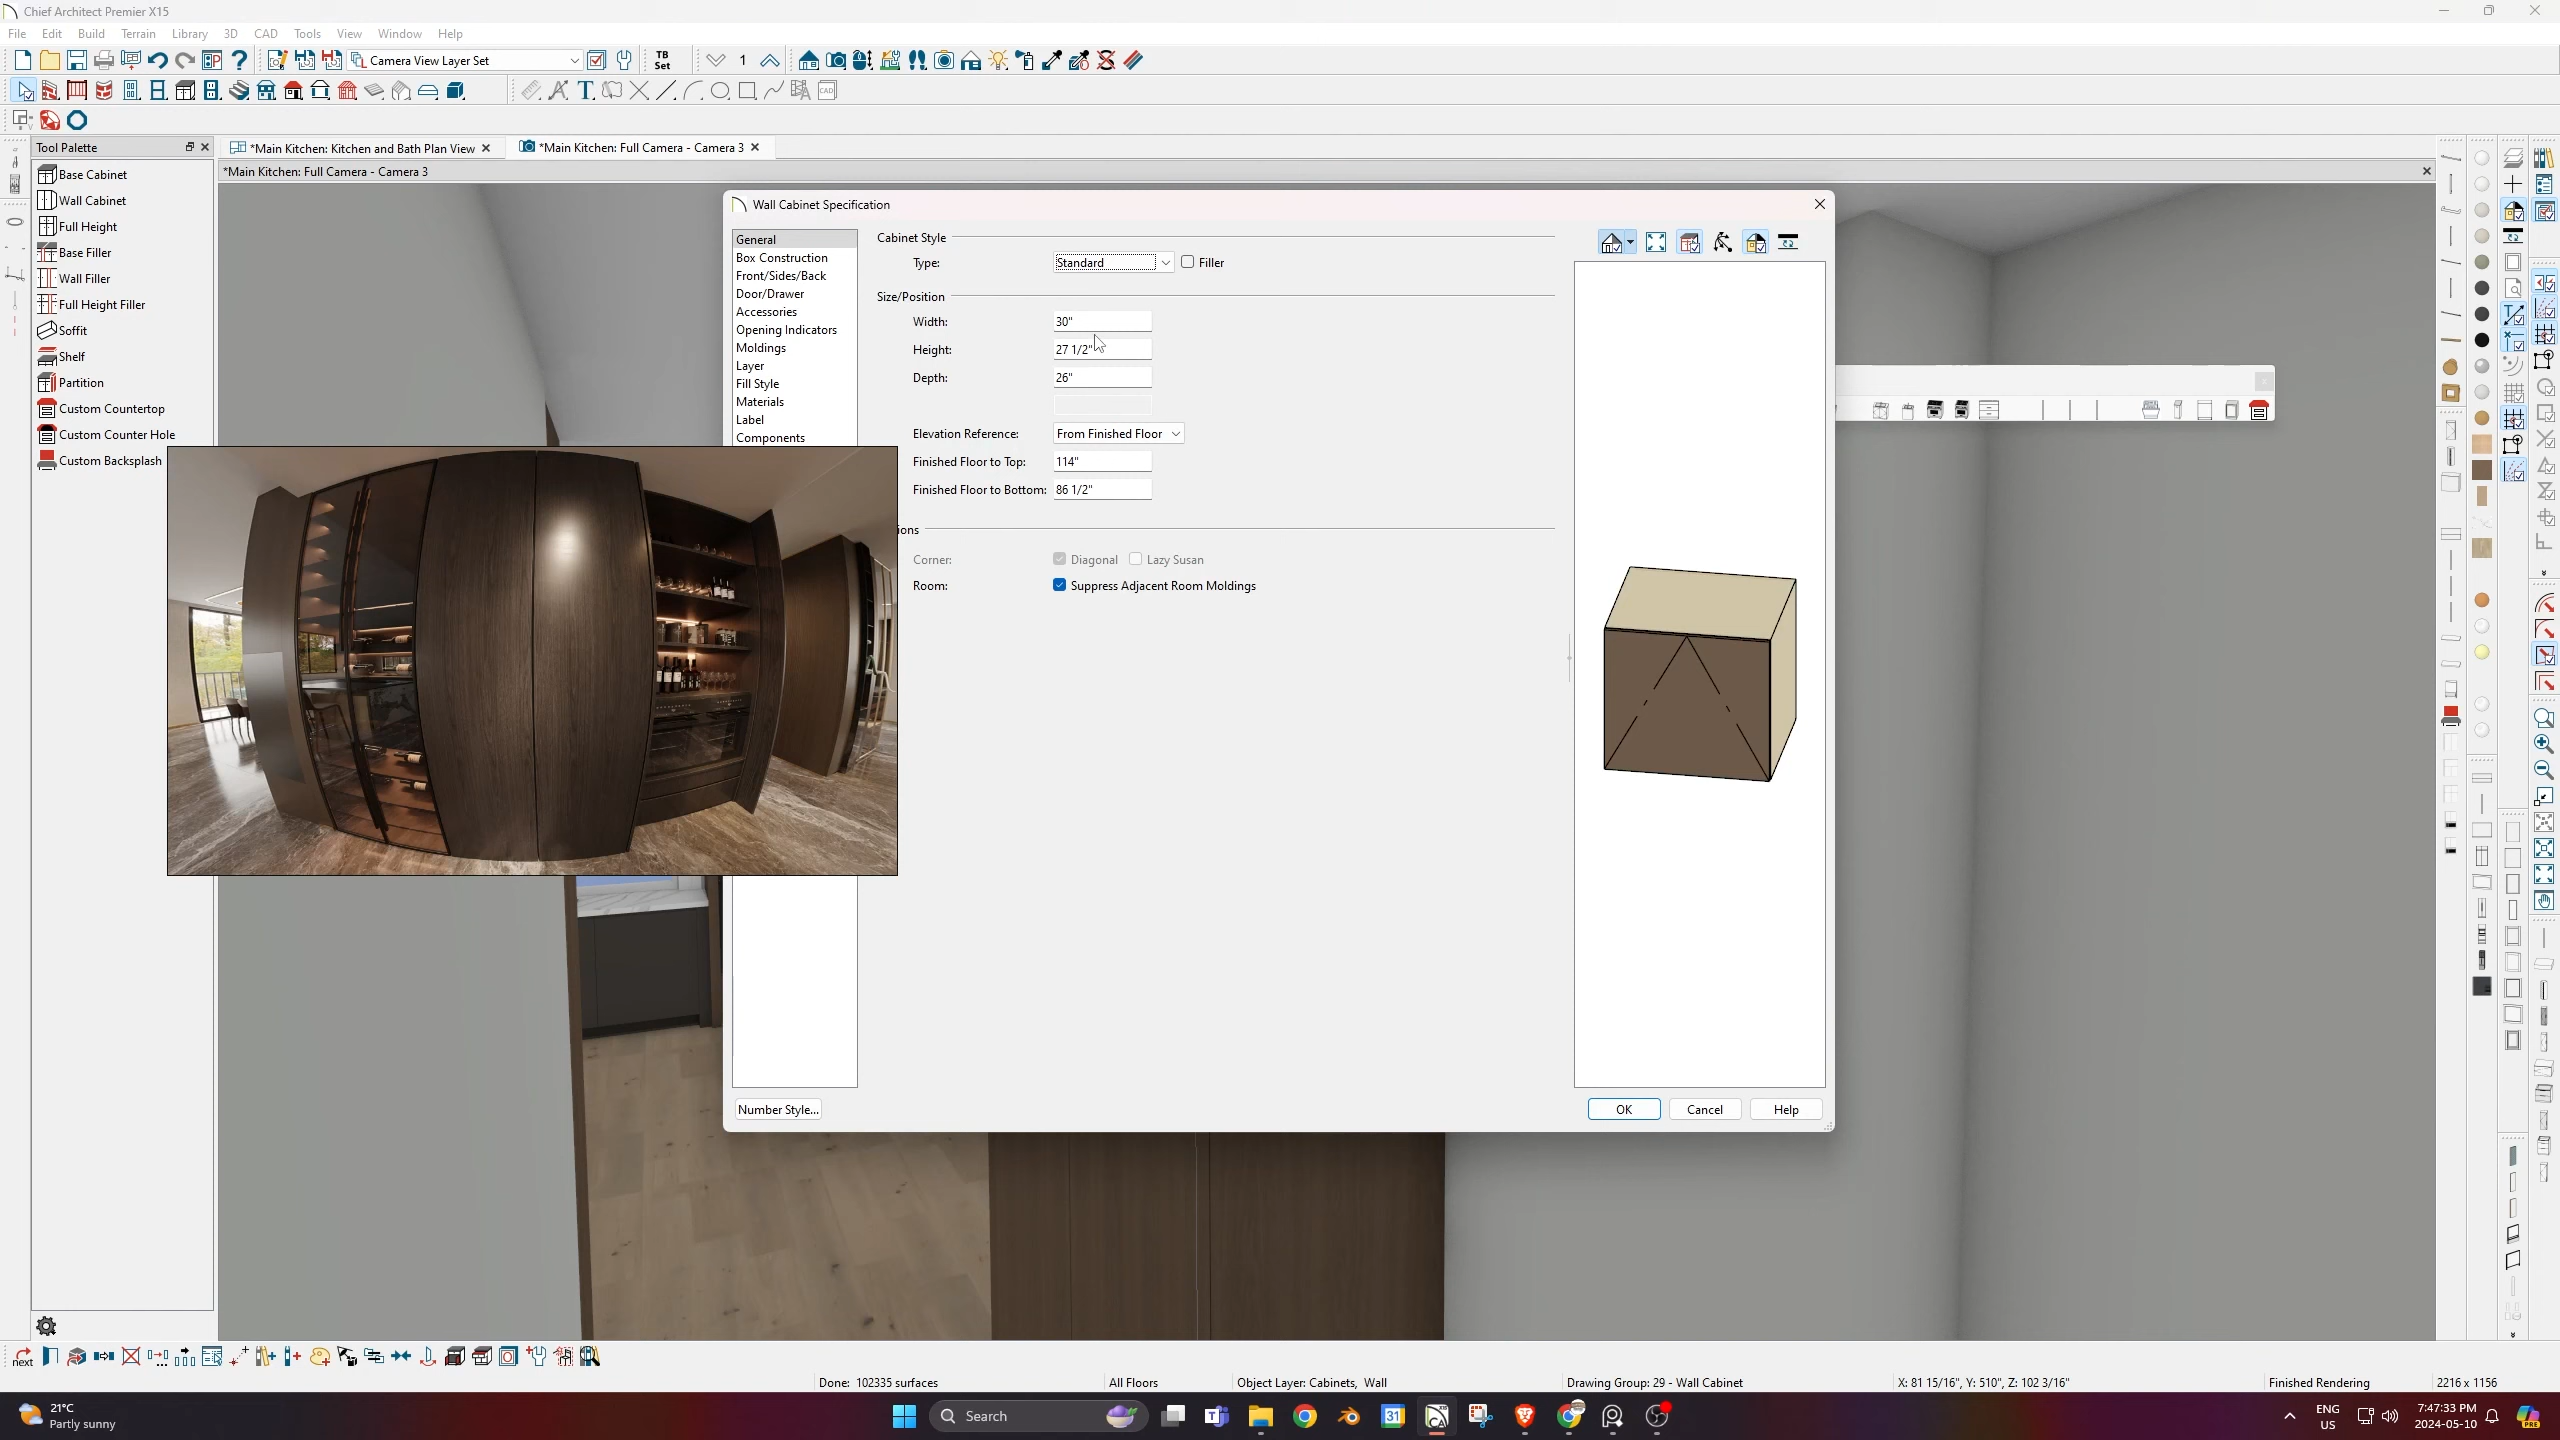 Chief Architect Premier X15
File Edit Build Terrain Library 3D CAD Tools View Window Help
Camera View Layer Set
TB
Set
1
CAD
Tool Palette
*Main Kitchen: Kitchen and Bath Plan View
*Main Kitchen: Full Camera - Camera 3
*Main Kitchen: Full Camera - Camera 3
Base Cabinet
Wall Cabinet
Full Height
Base Filler
Wall Filler
Full Height Filler
Soffit
Shelf
Partition
Custom Countertop
Custom Counter Hole
Custom Backsplash
Wall Cabinet Specification
General
Box Construction
Front/Sides/Back
Door/Drawer
Accessories
Opening Indicators
Moldings
Layer
Fill Style
Materials
Label
Components
Cabinet Style
Type: Standard Filler
Size/Position
Width: 30"
Height: 27 1/2"
Depth: 26"
Elevation Reference: From Finished Floor
Finished Floor to Top: 114"
Finished Floor to Bottom: 86 1/2"
ions
Corner: Diagonal Lazy Susan
Room: Suppress Adjacent Room Moldings
Number Style...
OK Cancel Help
next
Done: 102335 surfaces
All Floors
Object Layer: Cabinets, Wall
Drawing Group: 29 - Wall Cabinet
X: 81 15/16", Y: 510", Z: 102 3/16"
Finished Rendering
2216 x 1156
21°C
Partly sunny
Search
31
ENG
US
7:47:33 PM
2024-05-10
PRE